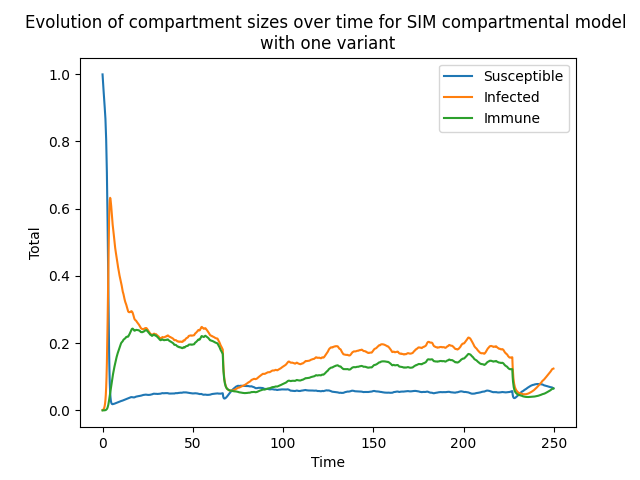 Evolution of compartment sizes over time for SIM compartmental model
with one variant
Susceptible
Infected
Immune
1.0
0.8
0.6
0.4
0.2
0.0
Total
0 50 100 150 200 250
Time